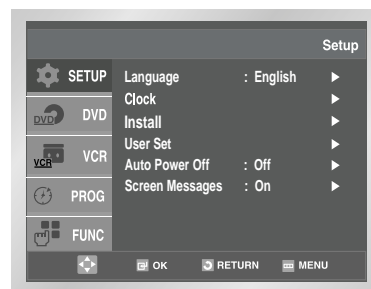 Setup
SETUP
Language : English ►
Clock ►
DVD DVD
Install ►
User Set ►
VCR VCR
Auto Power Off : Off ►
Screen Messages : On ►
PROG
FUNC
OK RETURN MENU